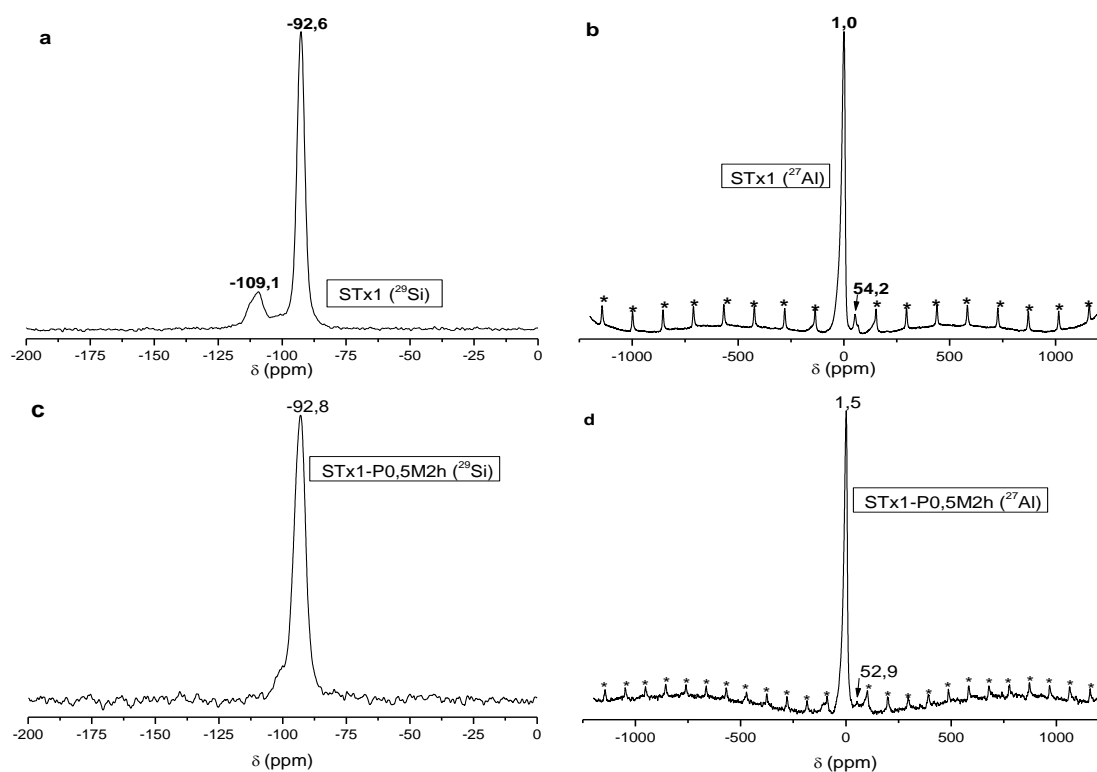 a
-92,6
-109,1
STx1 (²⁹Si)
-200 -175 -150 -125 -100 -75 -50 -25 0
δ (ppm)
b
1,0
STx1 (²⁷Al)
54,2
* * * * * * * * * * * * * * *
-1000 -500 0 500 1000
δ (ppm)
c
-92,8
STx1-P0,5M2h (²⁹Si)
-200 -175 -150 -125 -100 -75 -50 -25 0
δ (ppm)
d
1,5
STx1-P0,5M2h (²⁷Al)
52,9
* * * * * * * * * * * * * * * * * * * * * * * *
-1000 -500 0 500 1000
δ (ppm)